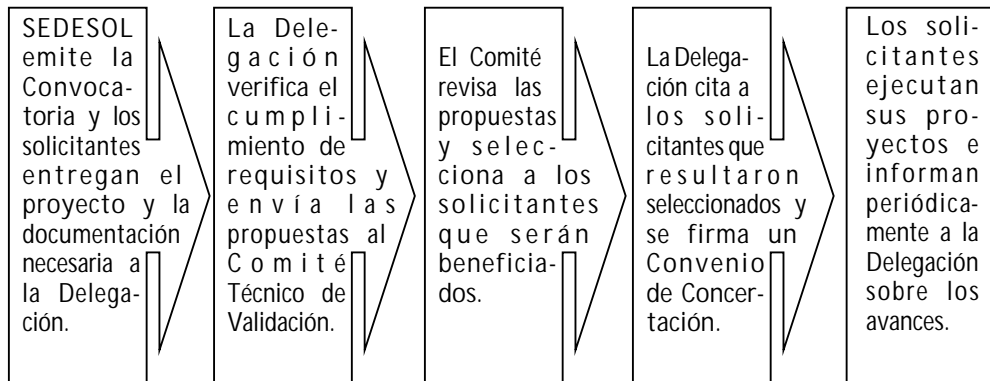 SEDESOL
emite la
Convoca-
toria y los
solicitantes
entregan el
proyecto y la
documentación
necesaria a
la Delega-
ción.
La Dele-
gación
verifica el
cumpli-
miento de
requisitos y
envía las
propuestas al
Comité
Técnico de
Validación.
El Comité
revisa las
propuestas
y selec-
ciona a los
solicitantes
que serán
beneficia-
dos.
La Delega-
ción cita a
los soli-
citantes que
resultaron
seleccionados y
se firma un
Convenio
de Concer-
tación.
Los soli-
citantes
ejecutan
sus pro-
yectos e
informan
periódica-
mente a la
Delegación
sobre los
avances.